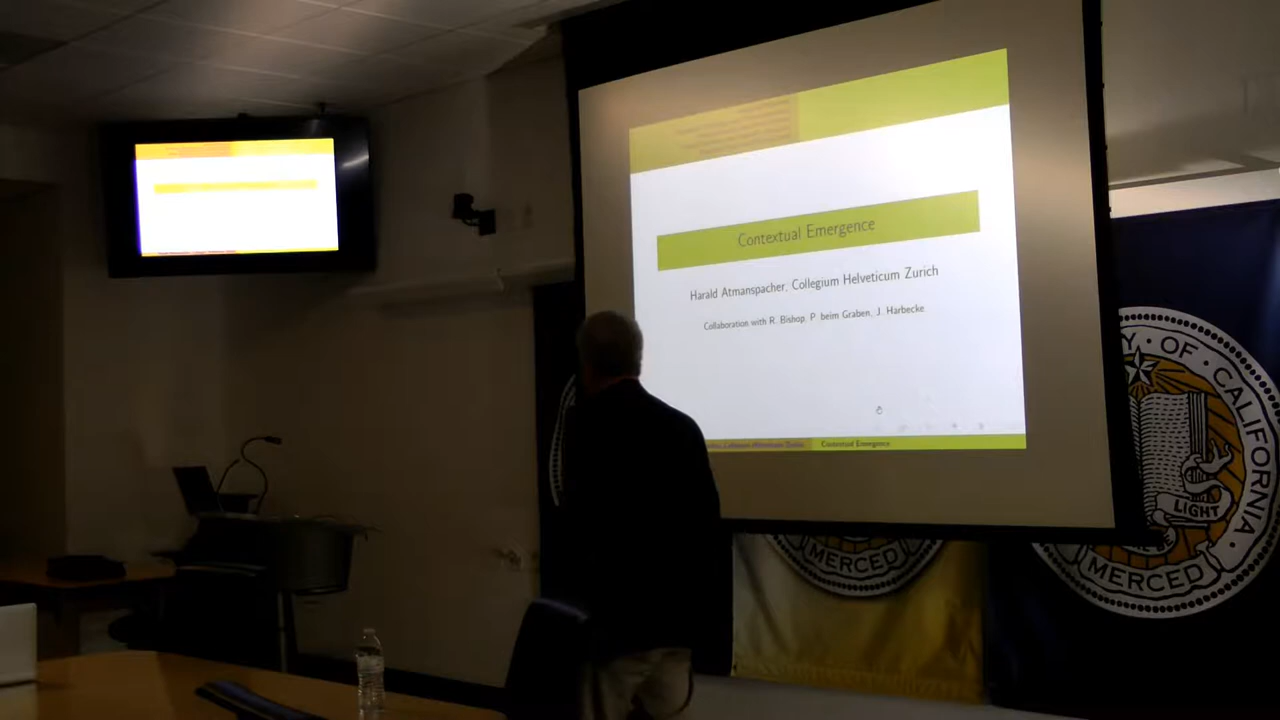 Contextual Emergence
Harald Atmanspacher, Collegium Helveticum Zurich
Collaboration with R. Bishop, P. beim Graben, J. Harbecke
Contextual Emergence
Y · OF · CALIFORNIA ·
LIGHT
MERCED
MERCED